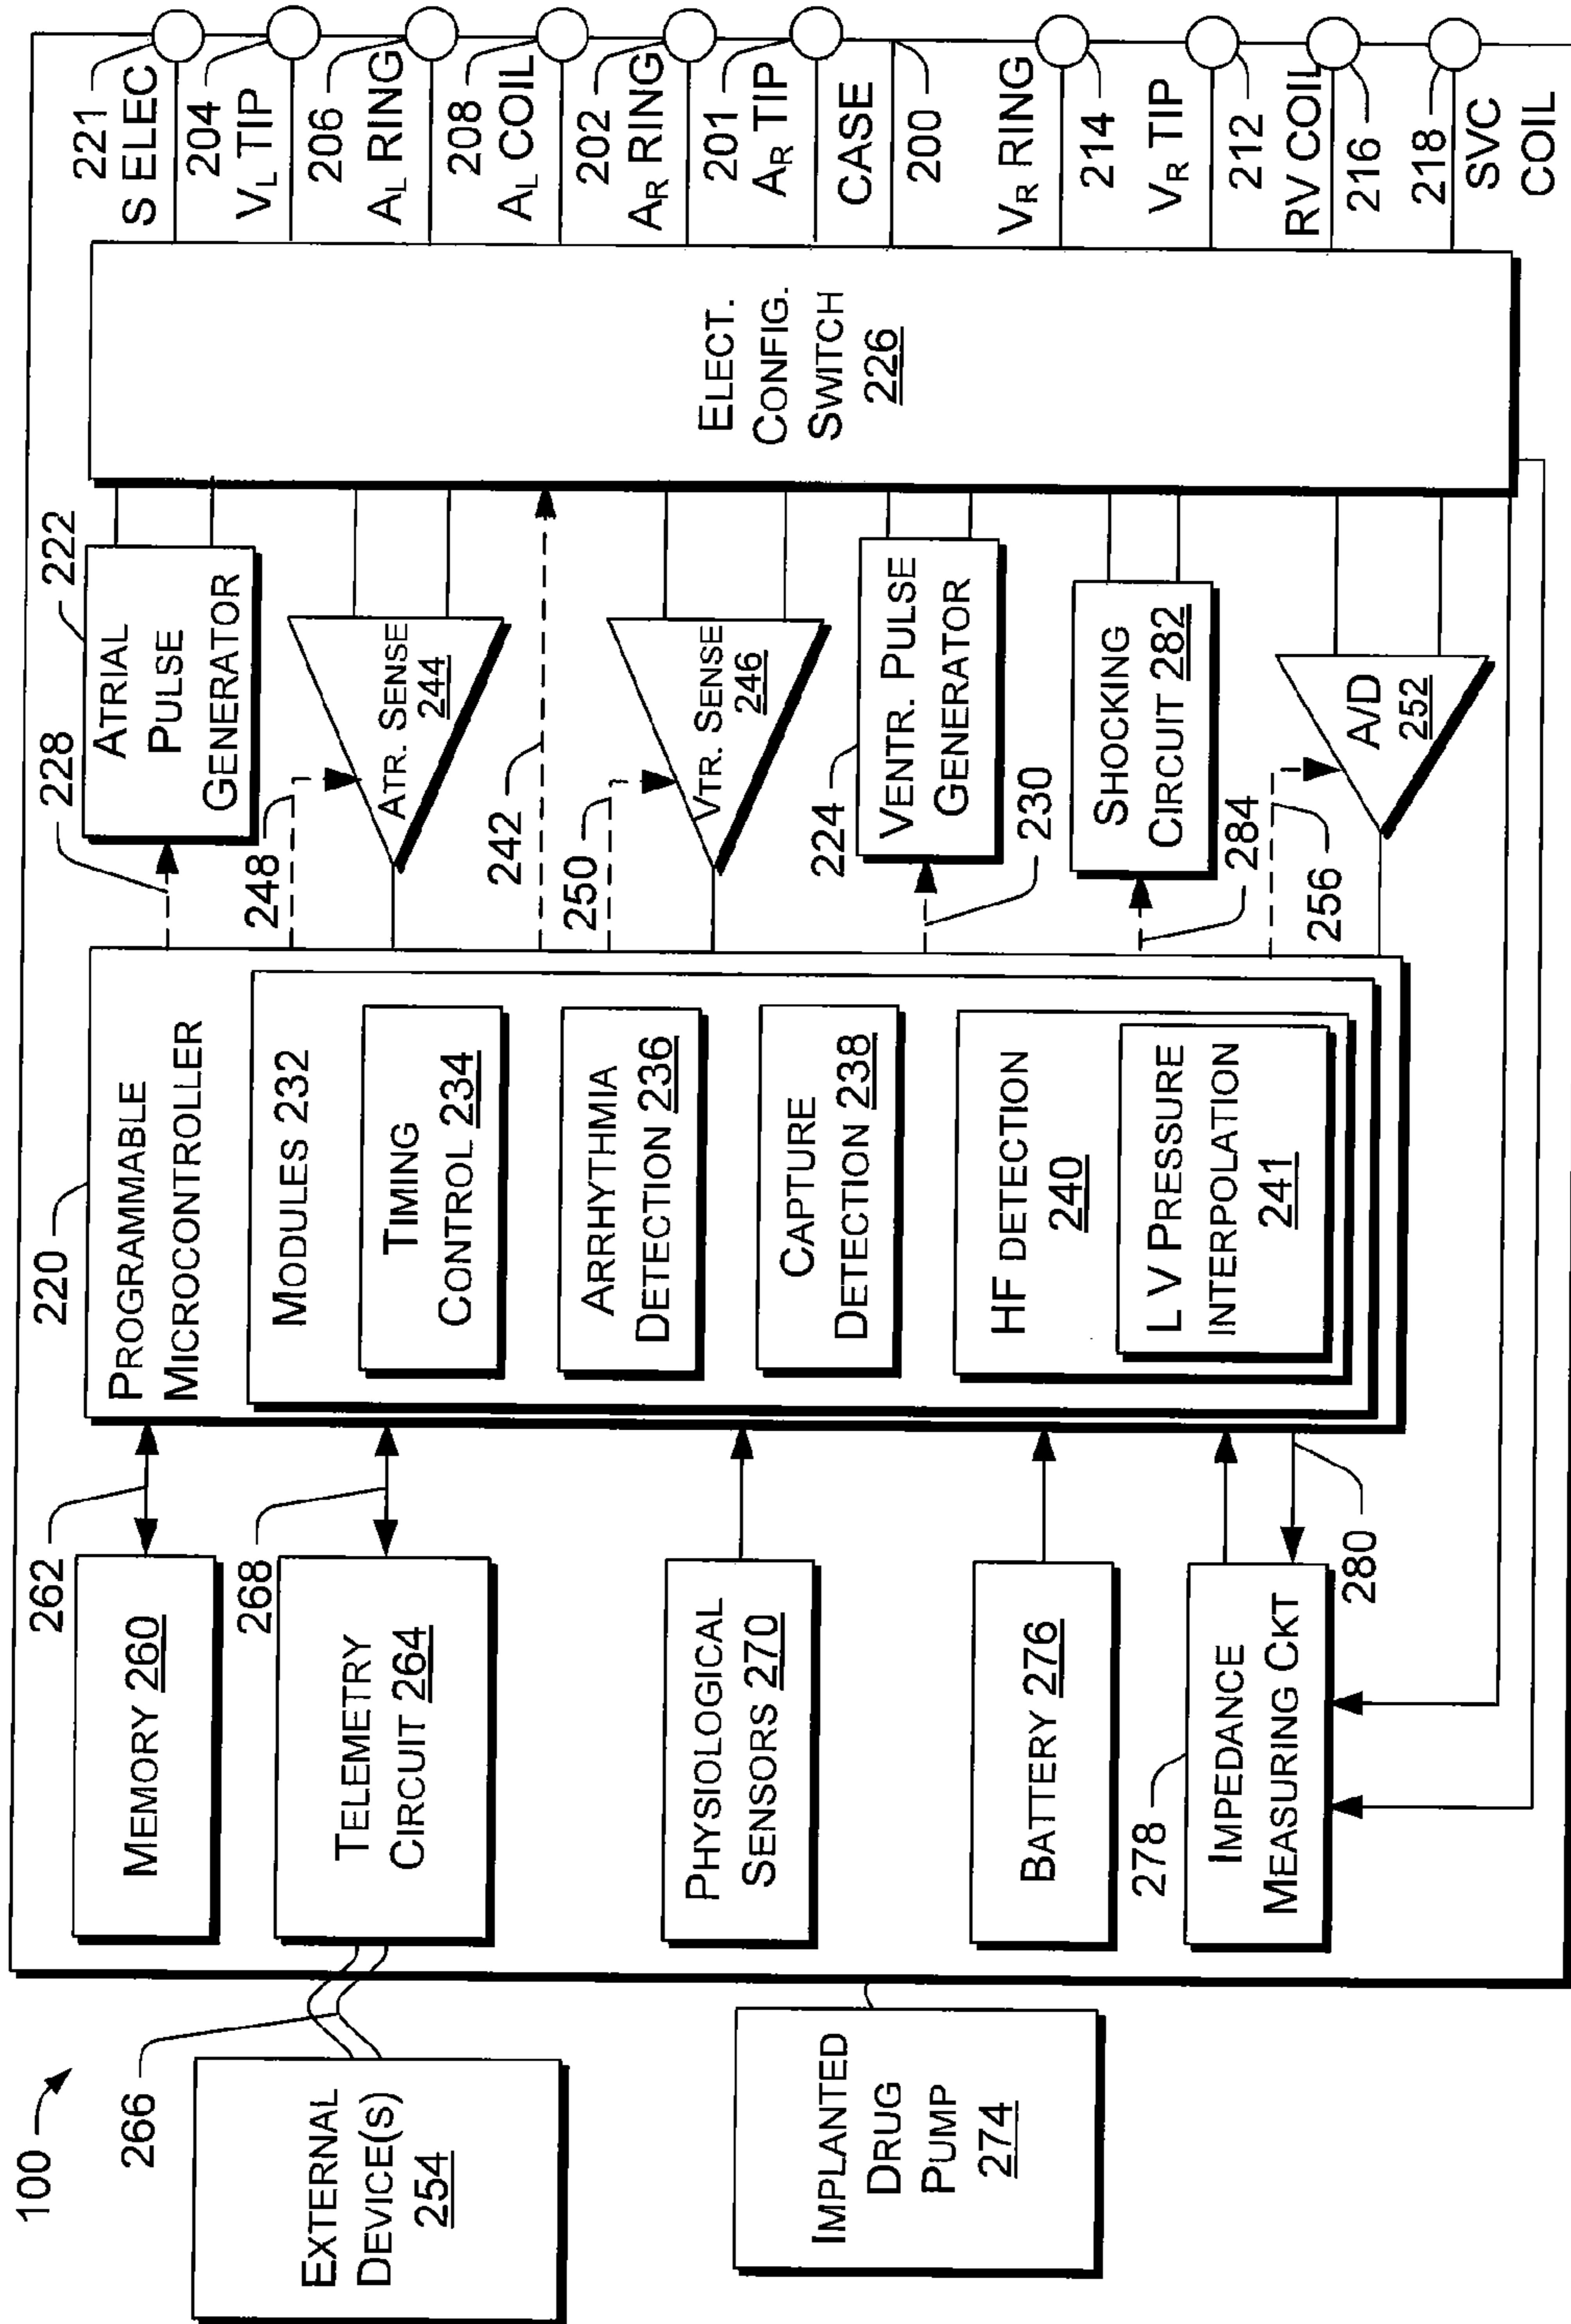 100
EXTERNAL
DEVICE(S)
254
266
IMPLANTED
DRUG
PUMP
274
262
MEMORY 260
268
TELEMETRY
CIRCUIT 264
PHYSIOLOGICAL
SENSORS 270
BATTERY 276
278
IMPEDANCE
MEASURING CKT
280
220
PROGRAMMABLE
MICROCONTROLLER
MODULES 232
TIMING
CONTROL 234
ARRHYTHMIA
DETECTION 236
CAPTURE
DETECTION 238
HF DETECTION
240
LV PRESSURE
INTERPOLATION
241
228
222
ATRIAL
PULSE
GENERATOR
248
ATR. SENSE
244
242
250
VTR. SENSE
246
224
VENTR. PULSE
GENERATOR
230
SHOCKING
CIRCUIT 282
284
256
A/D
252
ELECT.
CONFIG.
SWITCH
226
221
S ELEC
204
VL TIP
206
AL RING
208
AL COIL
202
AR RING
201
AR TIP
CASE
200
VR RING
214
VR TIP
212
RV COIL
216
218
SVC
COIL